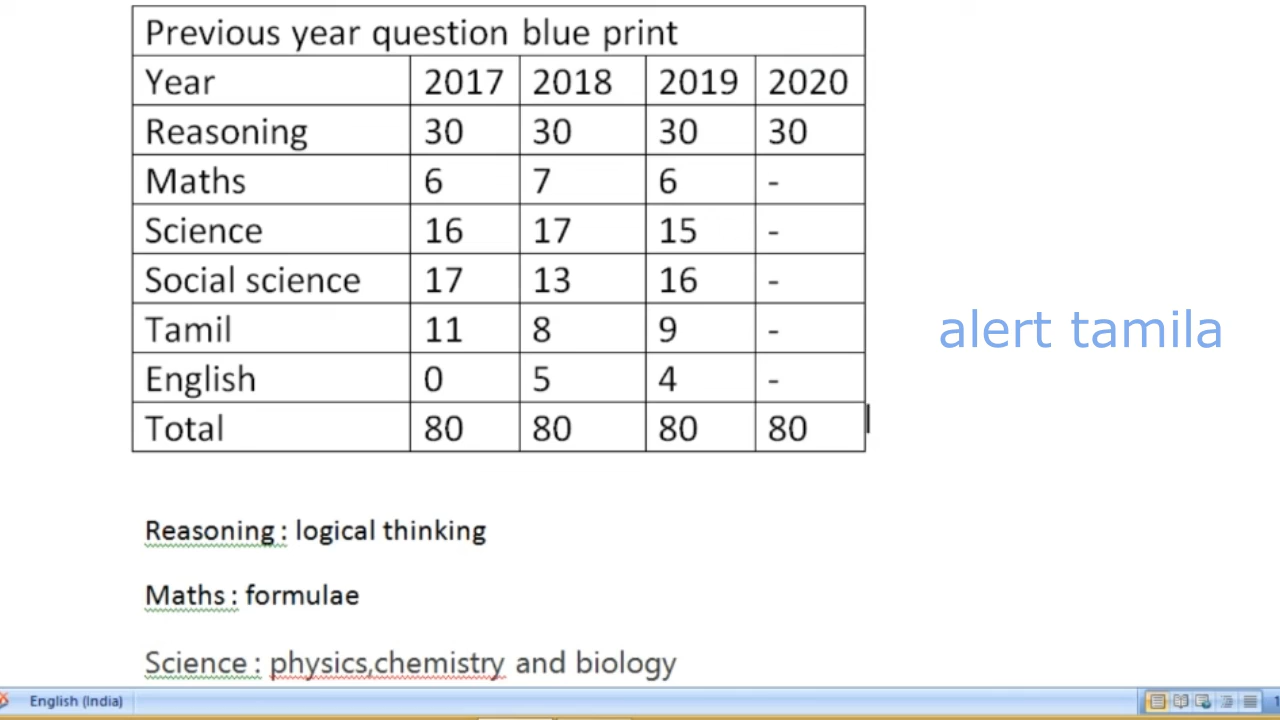 Previous year question blue print
Year 2017 2018 2019 2020
Reasoning 30 30 30 30
Maths 6 7 6 -
Science 16 17 15 -
Social science 17 13 16 -
Tamil 11 8 9 -
English 0 5 4 -
Total 80 80 80 80
alert tamila
Reasoning : logical thinking
Maths : formulae
Science : physics,chemistry and biology
English (India)